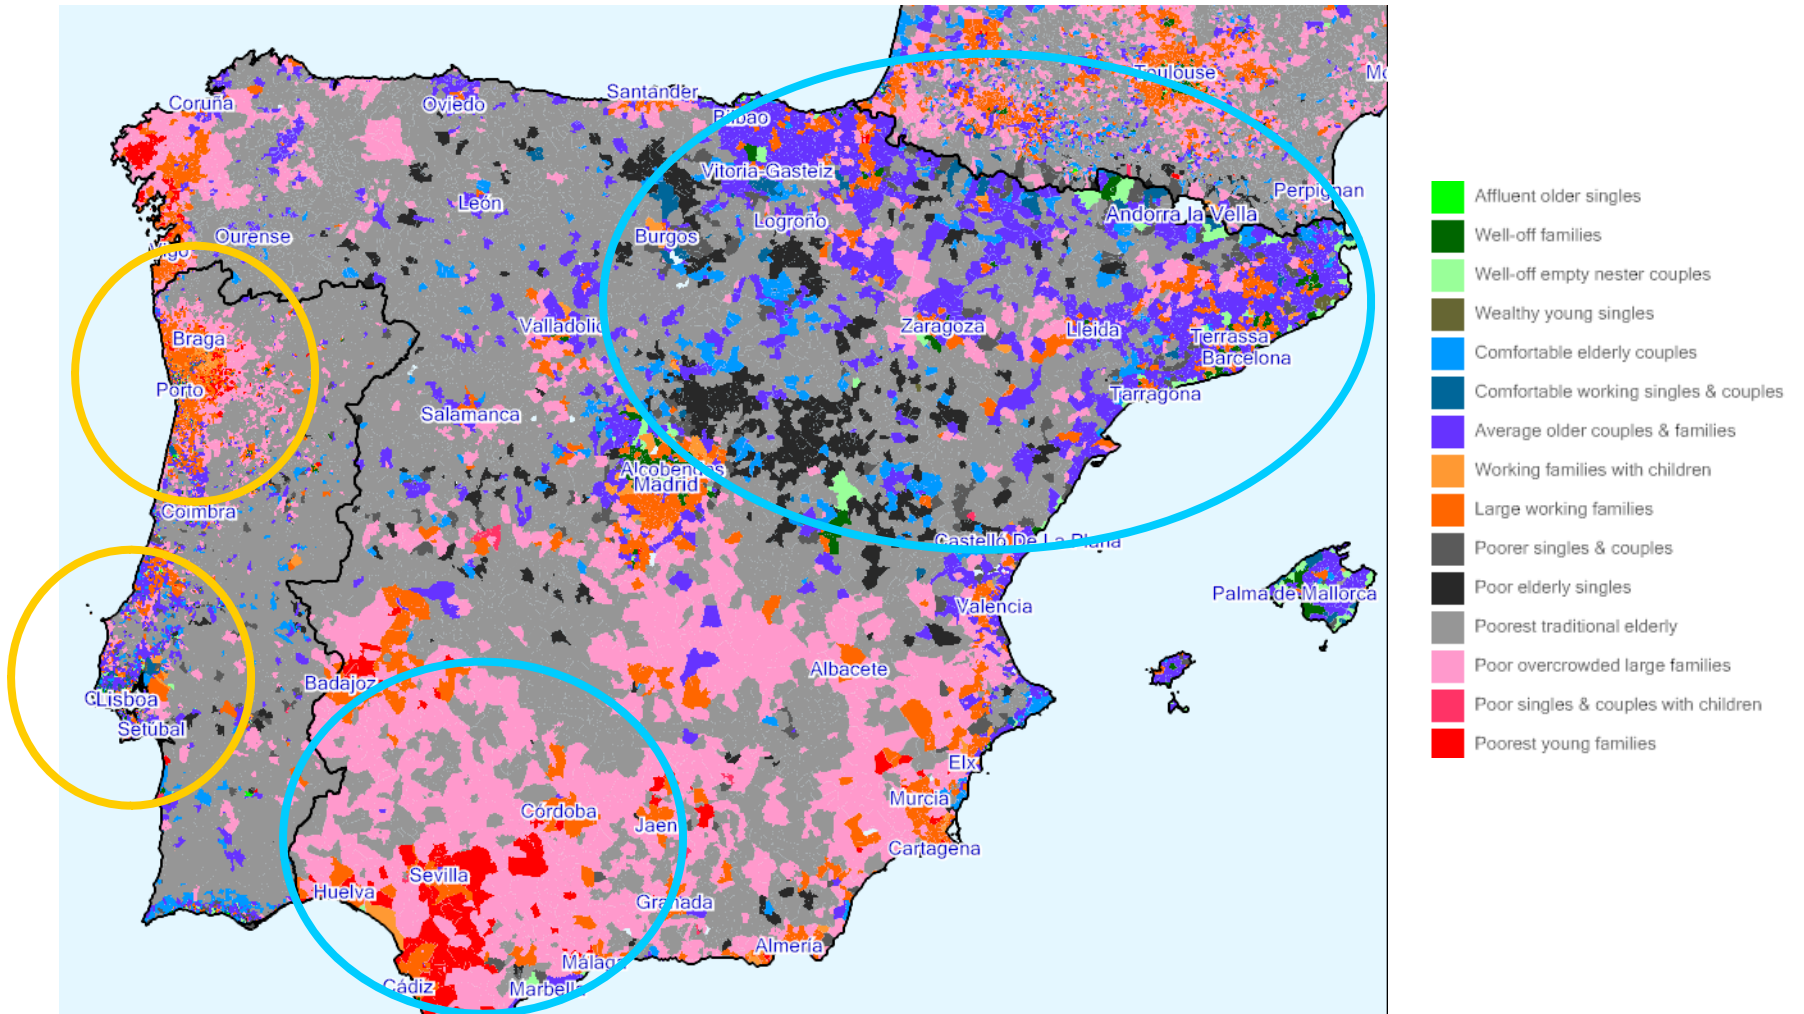 Toulouse
Coruña
Oviedo
Santander
Bilbao
Vitoria-Gasteiz
Perpignan
León
Andorra la Vella
Logroño
Ourense
Burgos
Vigo
Braga
Valladolid
Zaragoza
Lleida
Terrassa
Barcelona
Porto
Salamanca
Tarragona
Alcobendas
Madrid
Coimbra
Castelló De La Plana
Palma de Mallorca
Valencia
Albacete
Badajoz
Lisboa
Setúbal
Elx
Murcia
Córdoba
Jaen
Cartagena
Sevilla
Huelva
Granada
Almería
Málaga
Cádiz
Marbella
Affluent older singles
Well-off families
Well-off empty nester couples
Wealthy young singles
Comfortable elderly couples
Comfortable working singles & couples
Average older couples & families
Working families with children
Large working families
Poorer singles & couples
Poor elderly singles
Poorest traditional elderly
Poor overcrowded large families
Poor singles & couples with children
Poorest young families